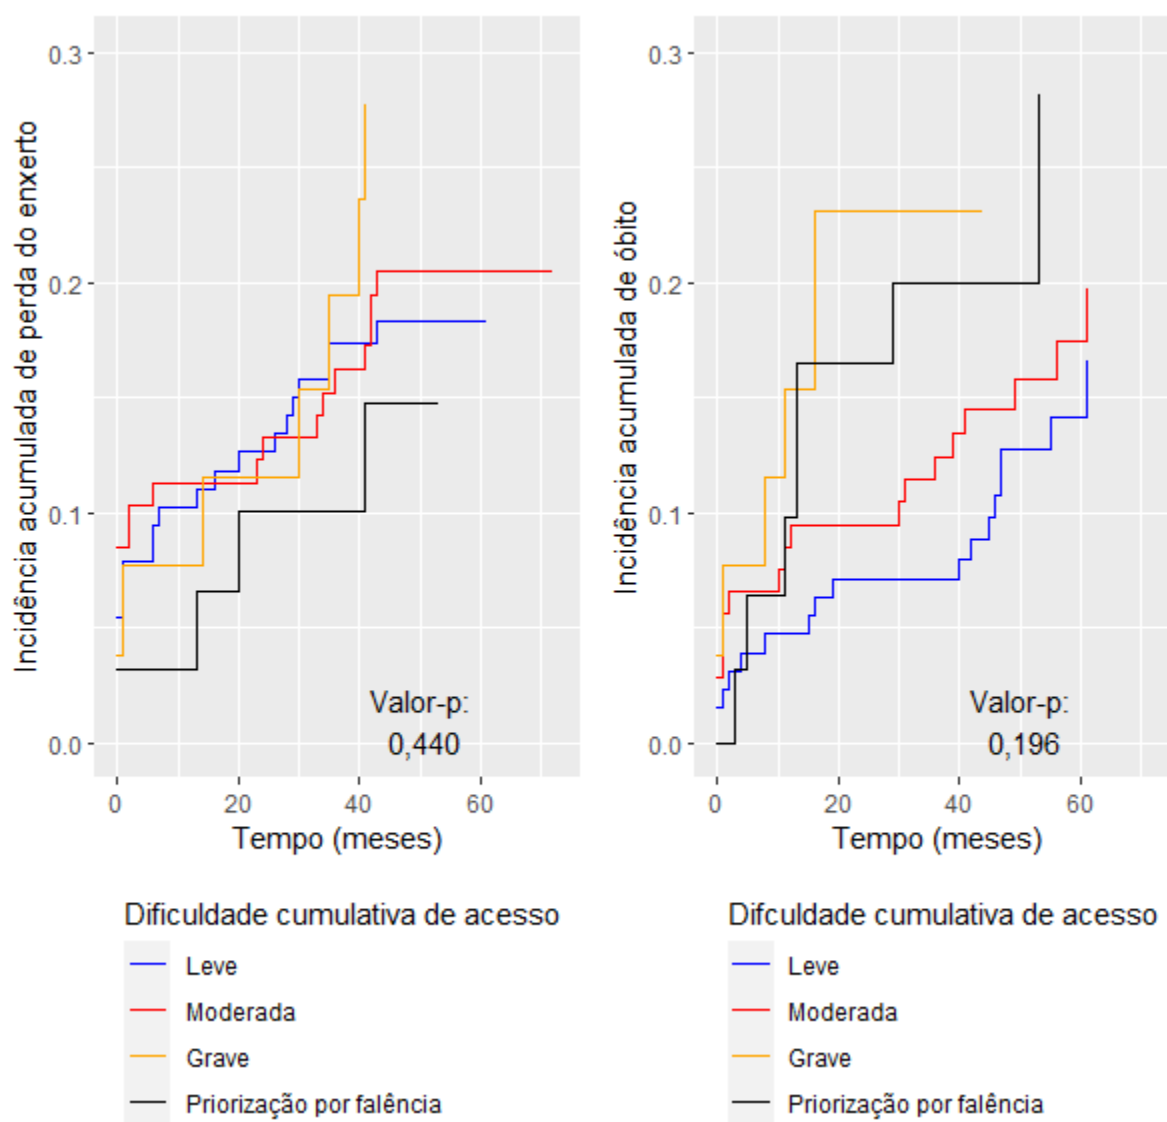 Incidência acumulada de perda do enxerto
0.3
0.2
0.1
0.0
Valor-p:
0,440
0
20
40
60
Tempo (meses)
Dificuldade cumulativa de acesso
Leve
Moderada
Grave
Priorização por falência
Incidência acumulada de óbito
0.3
0.2
0.1
0.0
Valor-p:
0,196
0
20
40
60
Tempo (meses)
Difculdade cumulativa de acesso
Leve
Moderada
Grave
Priorização por falência